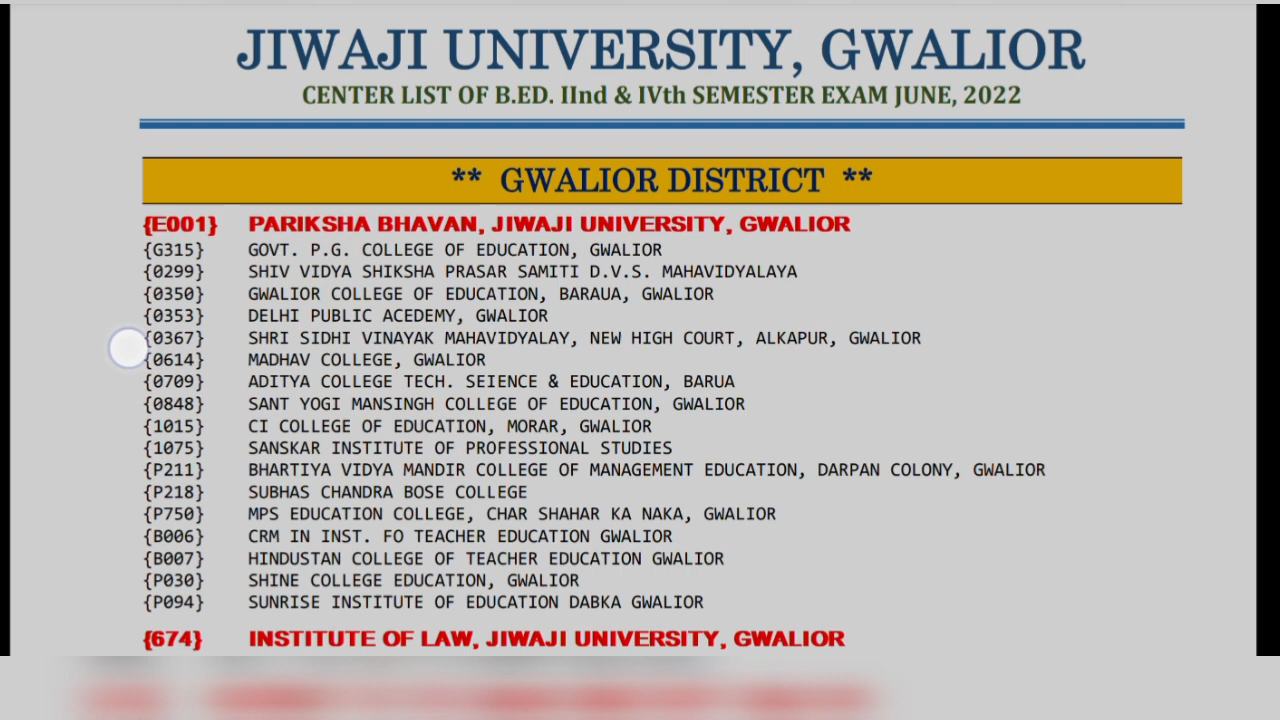 JIWAJI UNIVERSITY, GWALIOR
CENTER LIST OF B.ED. IInd & IVth SEMESTER EXAM JUNE, 2022
** GWALIOR DISTRICT **
{E001} PARIKSHA BHAVAN, JIWAJI UNIVERSITY, GWALIOR
{G315} GOVT. P.G. COLLEGE OF EDUCATION, GWALIOR
{0299} SHIV VIDYA SHIKSHA PRASAR SAMITI D.V.S. MAHAVIDYALAYA
{0350} GWALIOR COLLEGE OF EDUCATION, BARAUA, GWALIOR
{0353} DELHI PUBLIC ACEDEMY, GWALIOR
{0367} SHRI SIDHI VINAYAK MAHAVIDYALAY, NEW HIGH COURT, ALKAPUR, GWALIOR
{0614} MADHAV COLLEGE, GWALIOR
{0709} ADITYA COLLEGE TECH. SEIENCE & EDUCATION, BARUA
{0848} SANT YOGI MANSINGH COLLEGE OF EDUCATION, GWALIOR
{1015} CI COLLEGE OF EDUCATION, MORAR, GWALIOR
{1075} SANSKAR INSTITUTE OF PROFESSIONAL STUDIES
{P211} BHARTIYA VIDYA MANDIR COLLEGE OF MANAGEMENT EDUCATION, DARPAN COLONY, GWALIOR
{P218} SUBHAS CHANDRA BOSE COLLEGE
{P750} MPS EDUCATION COLLEGE, CHAR SHAHAR KA NAKA, GWALIOR
{B006} CRM IN INST. FO TEACHER EDUCATION GWALIOR
{B007} HINDUSTAN COLLEGE OF TEACHER EDUCATION GWALIOR
{P030} SHINE COLLEGE EDUCATION, GWALIOR
{P094} SUNRISE INSTITUTE OF EDUCATION DABKA GWALIOR
{674} INSTITUTE OF LAW, JIWAJI UNIVERSITY, GWALIOR